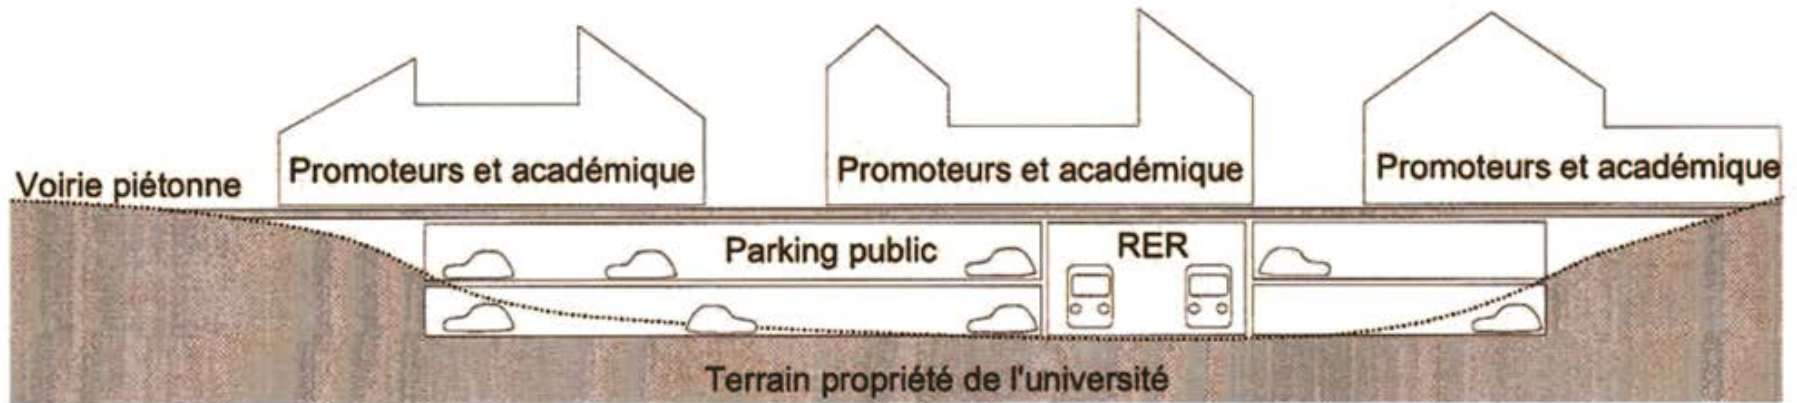 Promoteurs et académique
Promoteurs et académique
Promoteurs et académique
Voirie piétonne
Parking public
RER
Terrain propriété de l'université